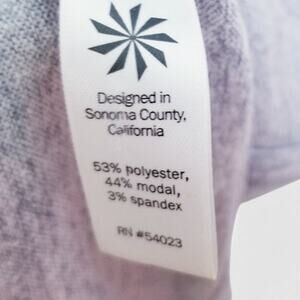 Designed in
Sonoma County,
California
53% polyester,
44% modal,
3% spandex
RN #54023